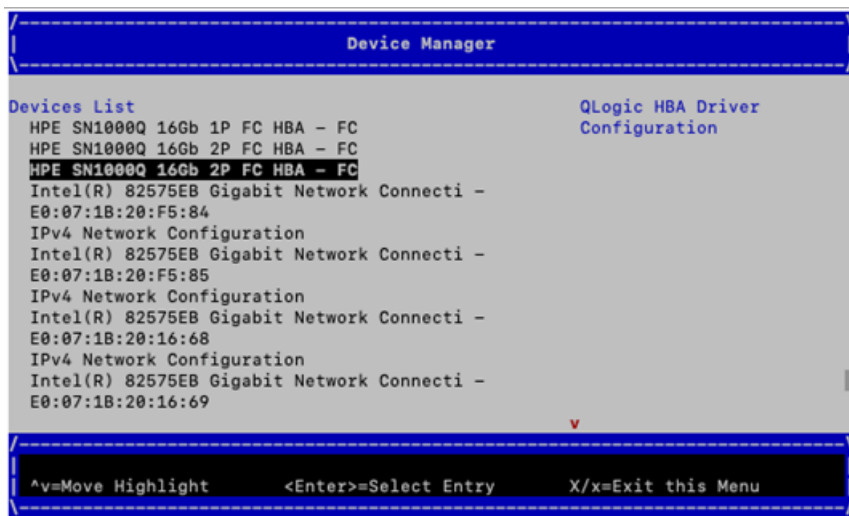 Device Manager
Devices List
HPE SN1000Q 16Gb 1P FC HBA - FC
HPE SN1000Q 16Gb 2P FC HBA - FC
HPE SN1000Q 16Gb 2P FC HBA - FC
Intel(R) 82575EB Gigabit Network Connecti -
E0:07:1B:20:F5:84
IPv4 Network Configuration
Intel(R) 82575EB Gigabit Network Connecti -
E0:07:1B:20:F5:85
IPv4 Network Configuration
Intel(R) 82575EB Gigabit Network Connecti -
E0:07:1B:20:16:68
IPv4 Network Configuration
Intel(R) 82575EB Gigabit Network Connecti -
E0:07:1B:20:16:69
QLogic HBA Driver
Configuration
v
^v=Move Highlight <Enter>=Select Entry X/x=Exit this Menu